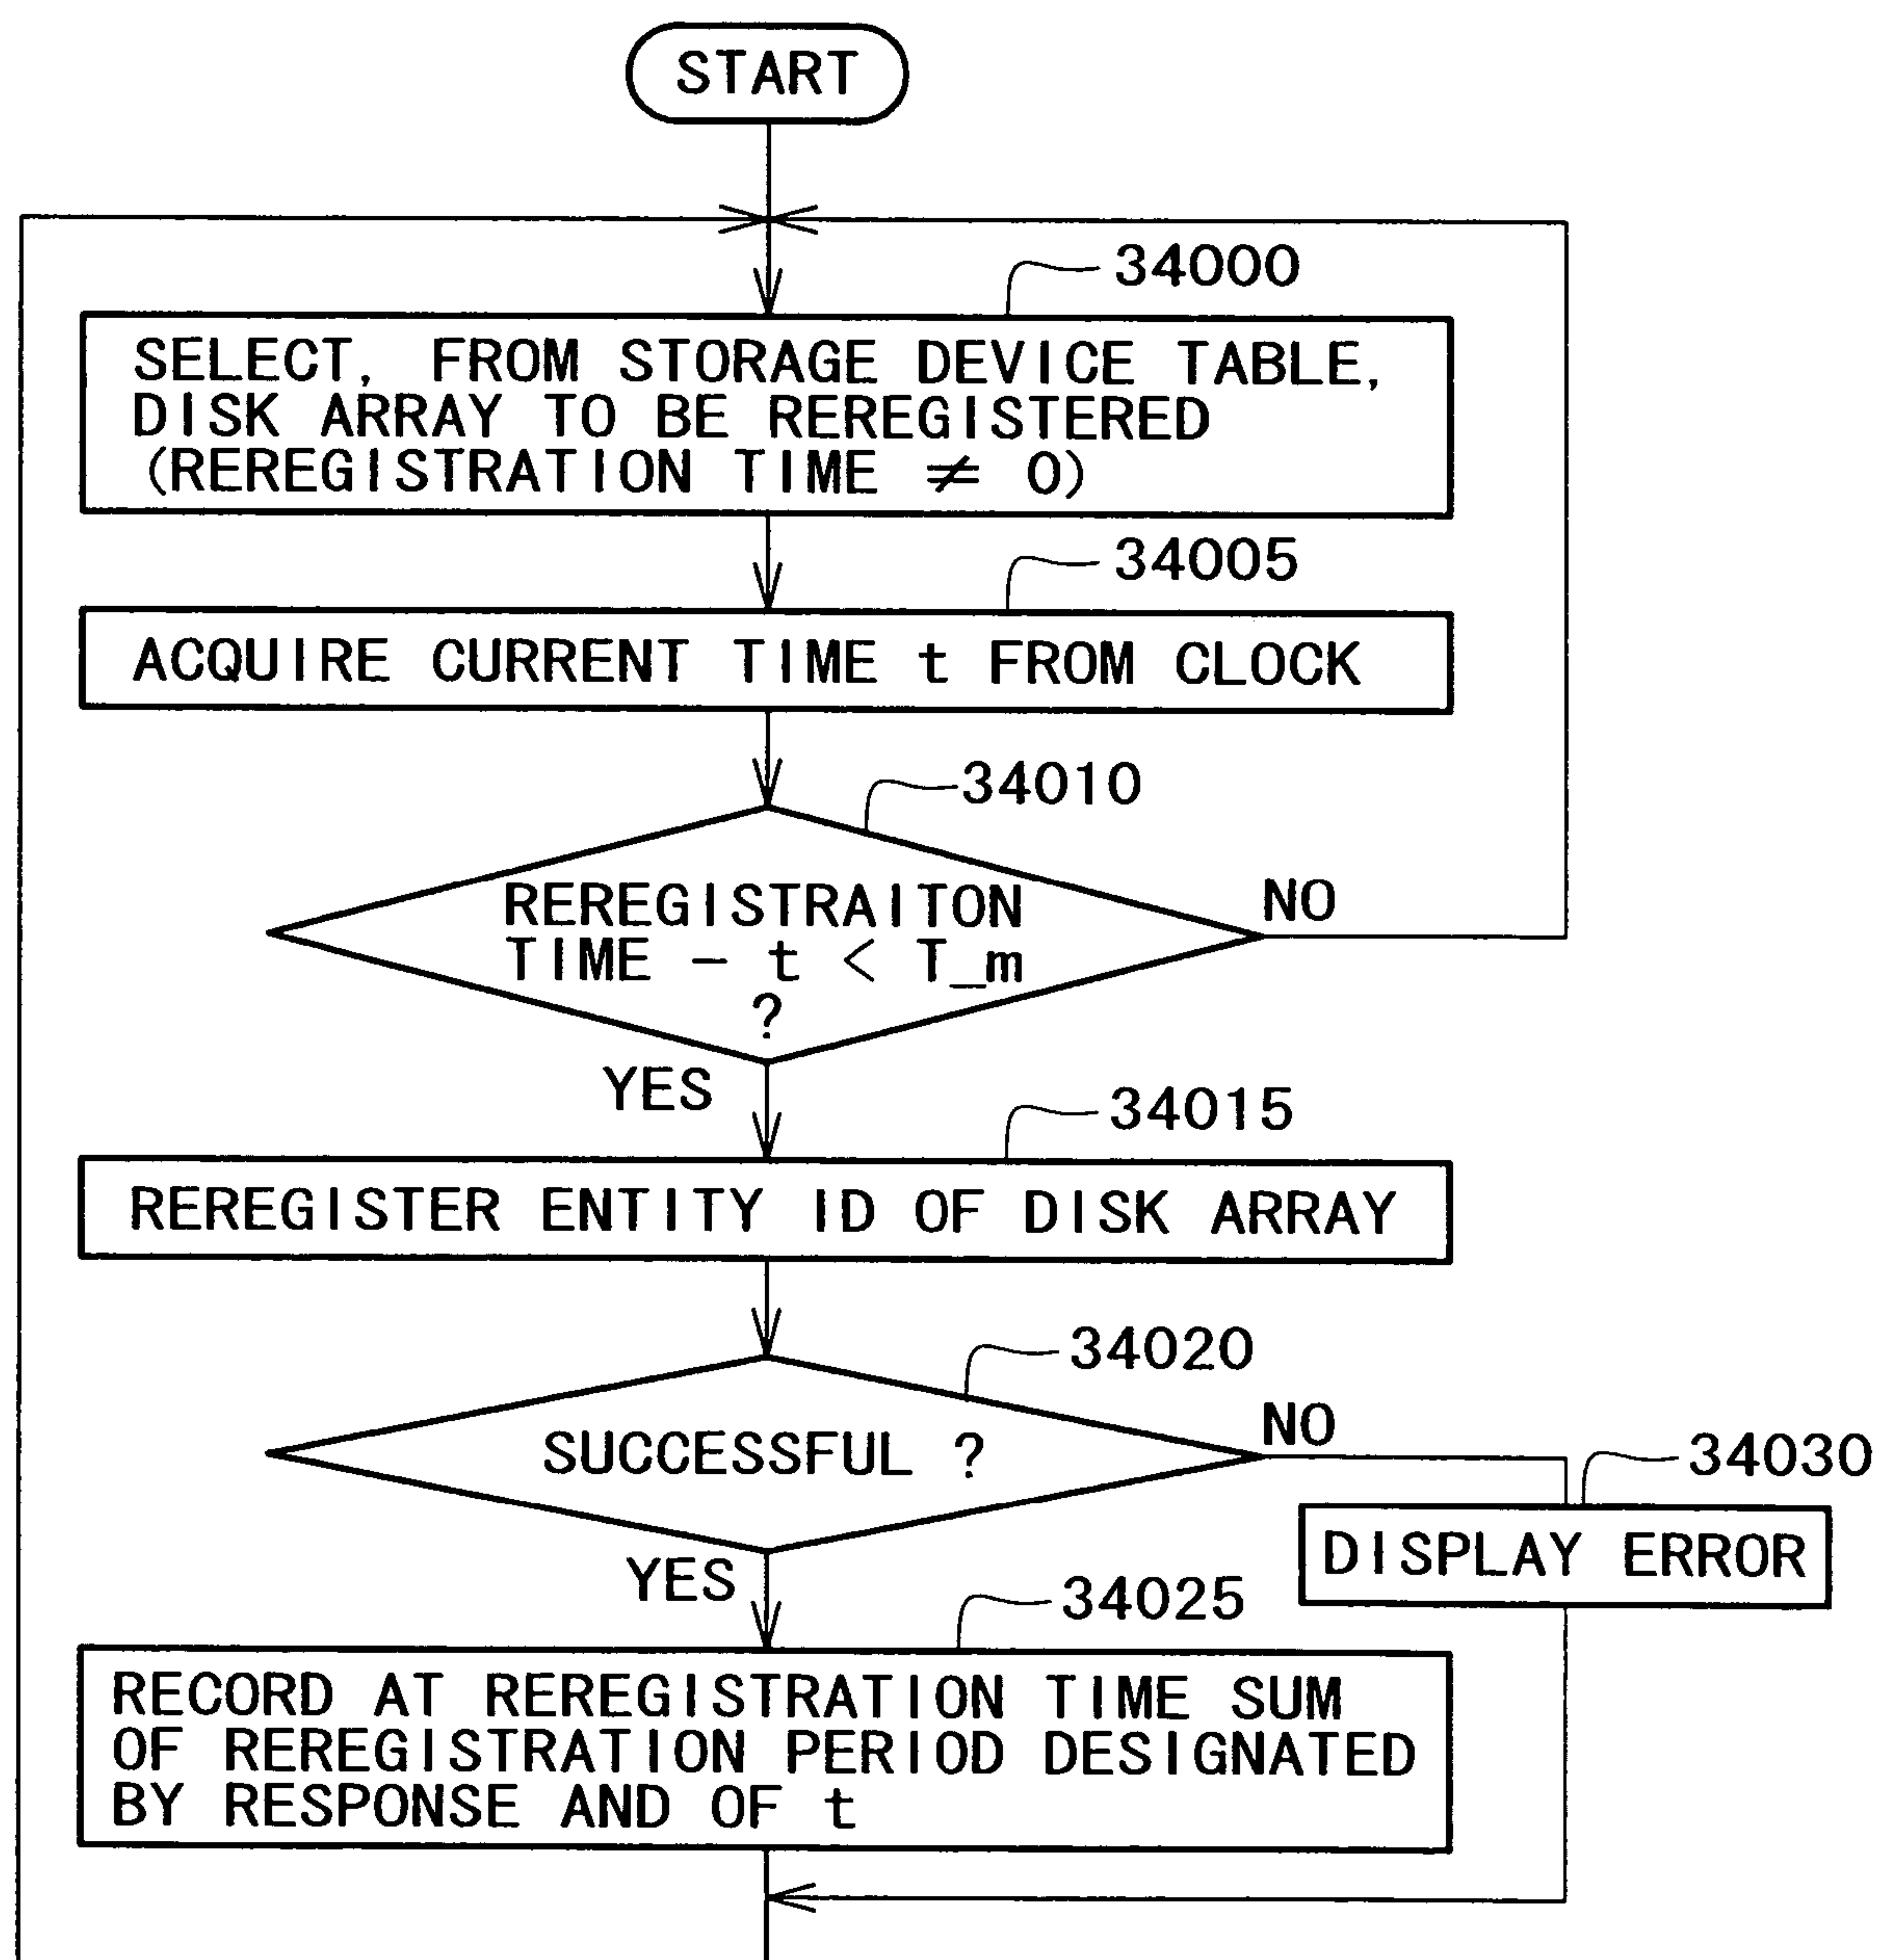 START
34000
SELECT, FROM STORAGE DEVICE TABLE,
DISK ARRAY TO BE REREGISTERED
(REREGISTRATION TIME ≠ 0)
34005
ACQUIRE CURRENT TIME t FROM CLOCK
34010
REREGISTRAITON
TIME - t < T_m
?
NO
YES
34015
REREGISTER ENTITY ID OF DISK ARRAY
34020
SUCCESSFUL ?
NO
34030
DISPLAY ERROR
YES
34025
RECORD AT REREGISTRATION TIME SUM
OF REREGISTRATION PERIOD DESIGNATED
BY RESPONSE AND OF t